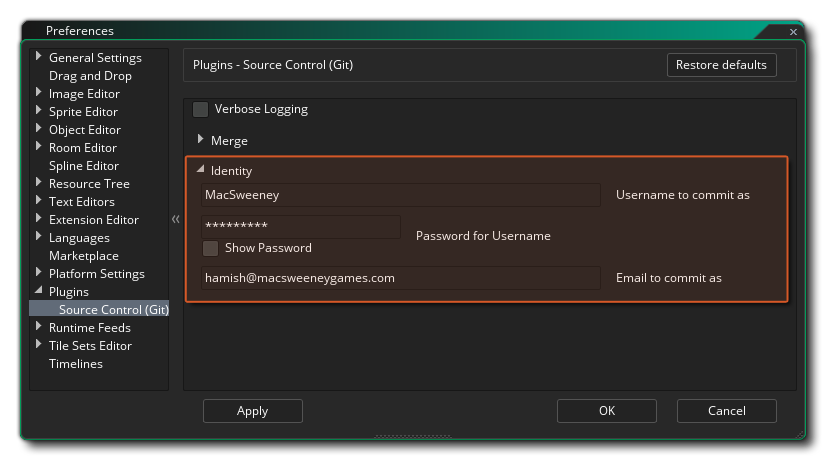 Preferences
General Settings
Drag and Drop
Image Editor
Sprite Editor
Object Editor
Room Editor
Spline Editor
Resource Tree
Text Editors
Extension Editor
Languages
Marketplace
Platform Settings
Plugins
Source Control (Git)
Runtime Feeds
Tile Sets Editor
Timelines
Plugins - Source Control (Git)
Restore defaults
Verbose Logging
Merge
Identity
MacSweeney Username to commit as
********* Password for Username
Show Password
hamish@macsweeneygames.com Email to commit as
Apply OK Cancel